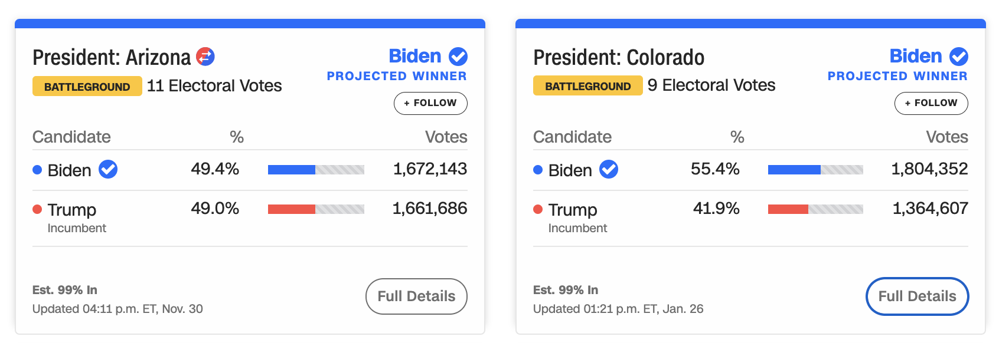 President: Arizona
Biden
PROJECTED WINNER
BATTLEGROUND 11 Electoral Votes
+ FOLLOW
Candidate % Votes
Biden 49.4% 1,672,143
Trump 49.0% 1,661,686
Incumbent
Est. 99% In
Updated 04:11 p.m. ET, Nov. 30
Full Details
President: Colorado
Biden
PROJECTED WINNER
BATTLEGROUND 9 Electoral Votes
+ FOLLOW
Candidate % Votes
Biden 55.4% 1,804,352
Trump 41.9% 1,364,607
Incumbent
Est. 99% In
Updated 01:21 p.m. ET, Jan. 26
Full Details